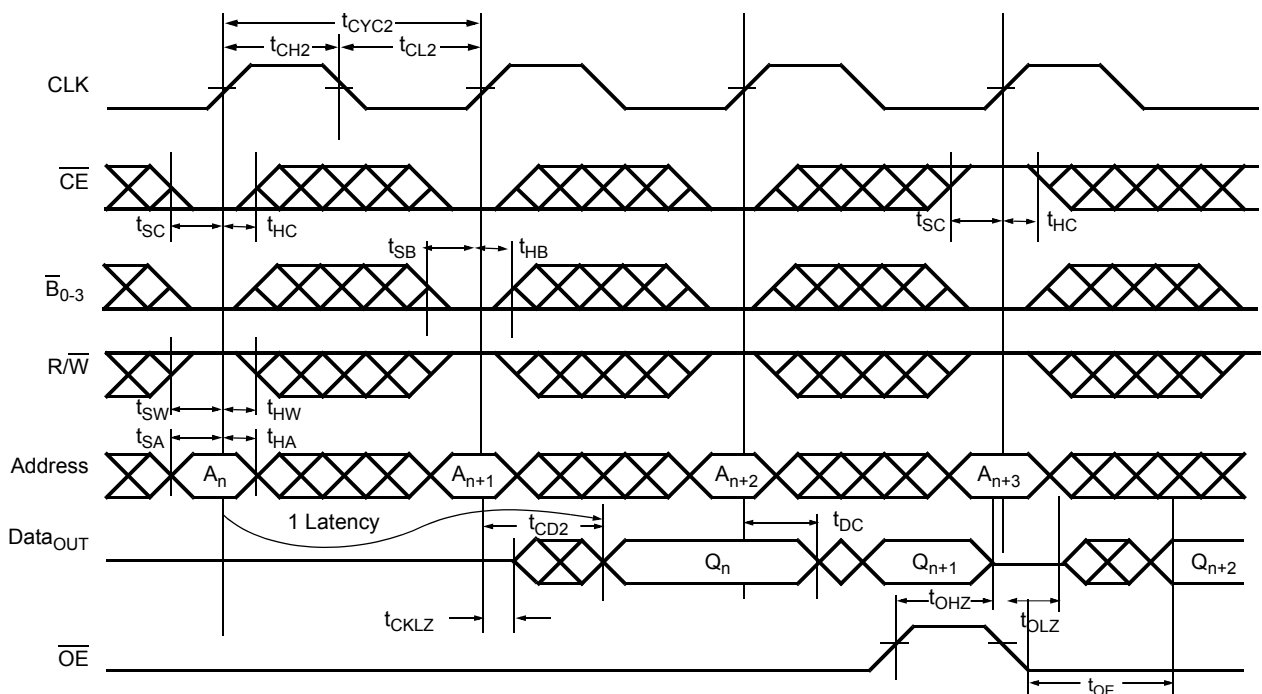 tCYC2
tCH2 tCL2
CLK
CE
tSC tHC tSC tHC
tSB tHB
B0-3
R/W
tSW tHW
tSA tHA
Address An An+1 An+2 An+3
1 Latency tCD2 tDC
DataOUT Qn Qn+1 Qn+2
tOHZ
tCKLZ tOLZ
OE
tOE